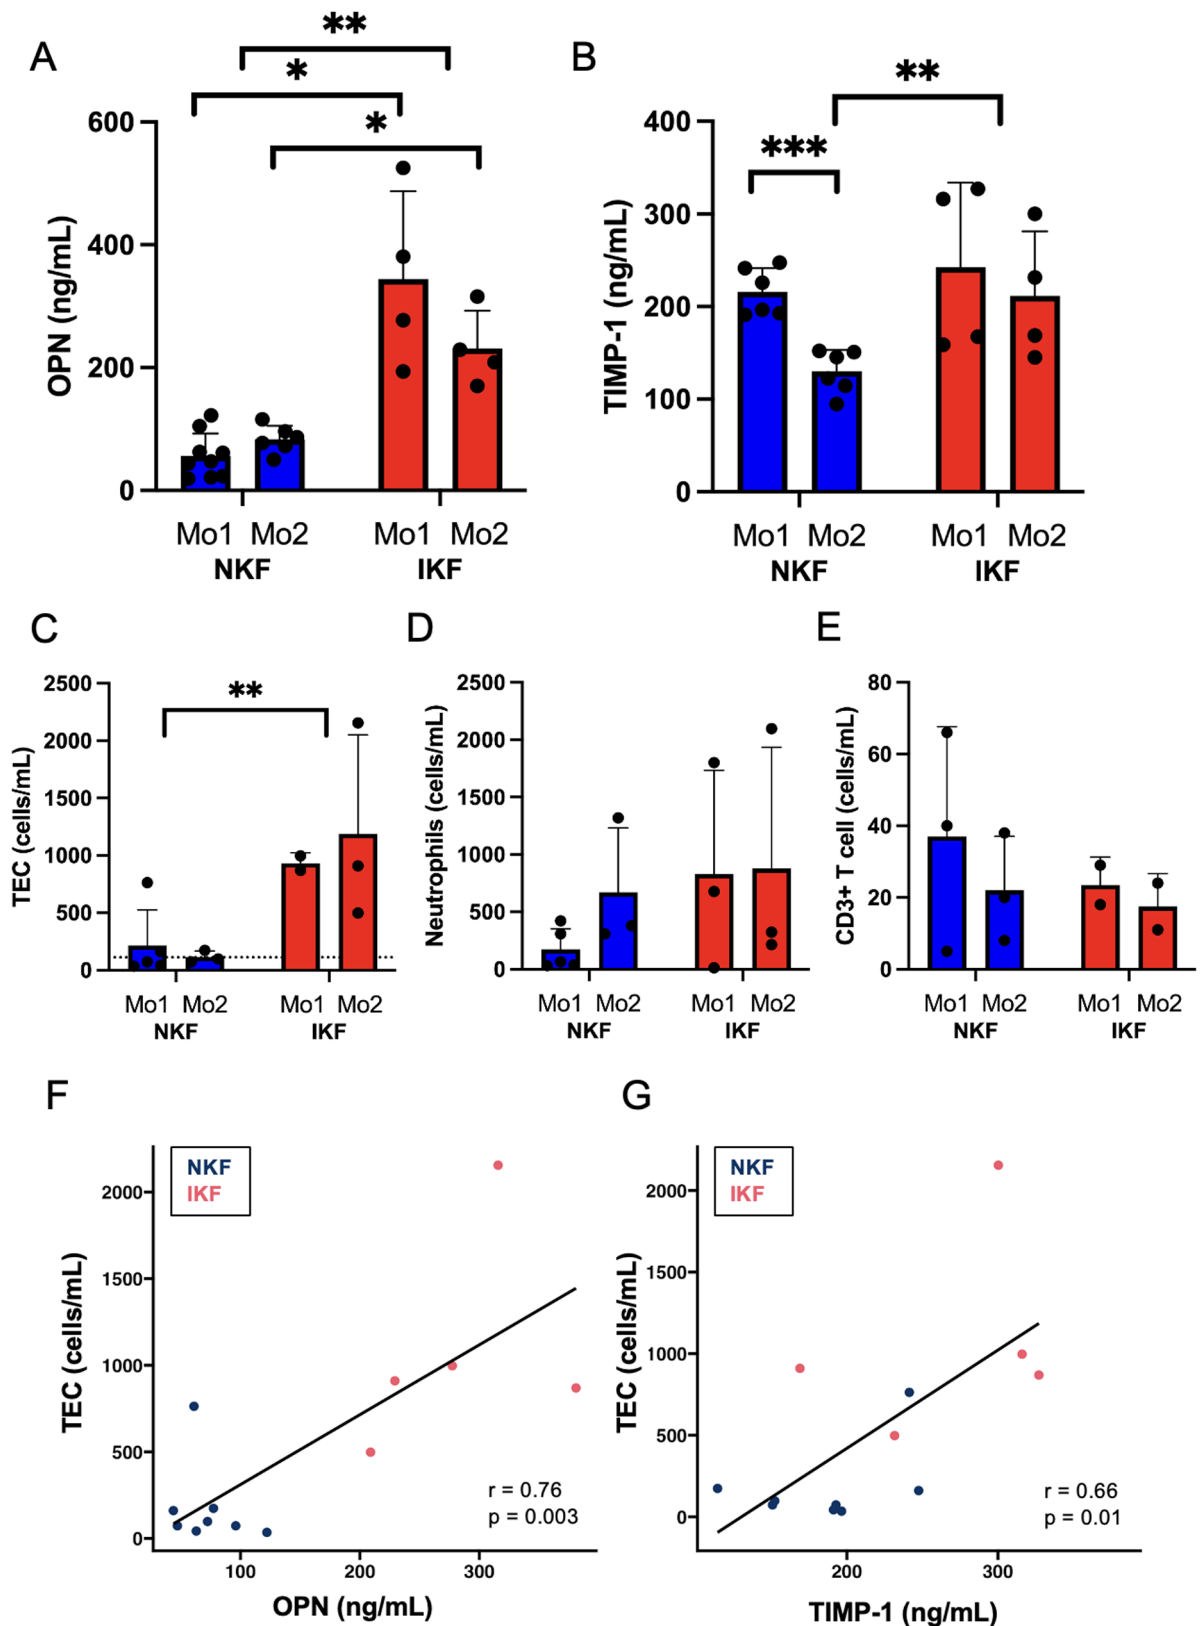 A
B
**
*
*
**
***
600
400
200
0
OPN (ng/mL)
Mo1 Mo2 Mo1 Mo2
NKF IKF
400
300
200
100
0
TIMP-1 (ng/mL)
Mo1 Mo2 Mo1 Mo2
NKF IKF
C
D
E
2500
2000
1500
1000
500
0
TEC (cells/mL)
**
Mo1 Mo2 Mo1 Mo2
NKF IKF
2500
2000
1500
1000
500
0
Neutrophils (cells/mL)
Mo1 Mo2 Mo1 Mo2
NKF IKF
80
60
40
20
0
CD3+ T cell (cells/mL)
Mo1 Mo2 Mo1 Mo2
NKF IKF
F
G
NKF
IKF
2000
1500
1000
500
0
TEC (cells/mL)
r = 0.76
p = 0.003
100 200 300
OPN (ng/mL)
NKF
IKF
2000
1500
1000
500
0
TEC (cells/mL)
r = 0.66
p = 0.01
200 300
TIMP-1 (ng/mL)